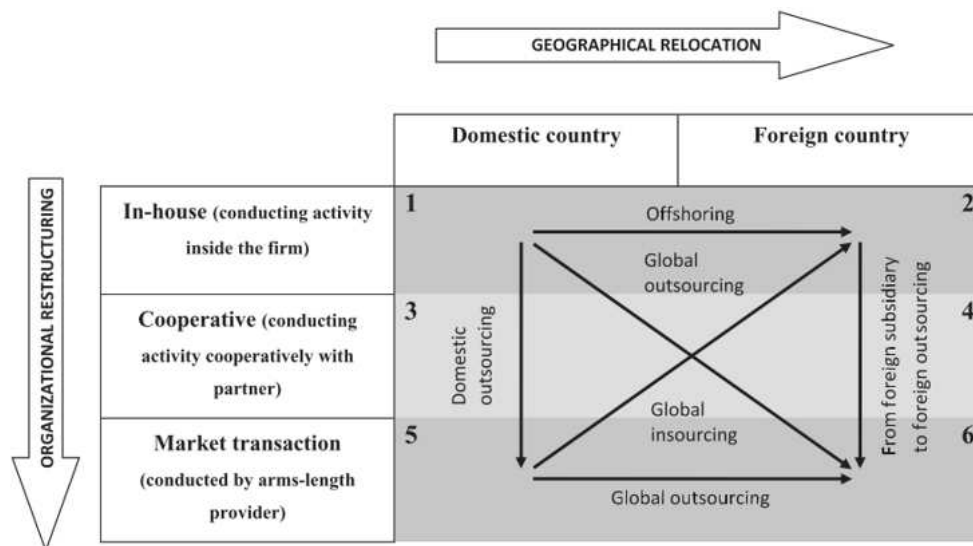 GEOGRAPHICAL RELOCATION
Domestic country
Foreign country
ORGANIZATIONAL RESTRUCTURING
In-house (conducting activity
inside the firm)
1
Offshoring
2
Global
outsourcing
Cooperative (conducting
activity cooperatively with
partner)
3
Domestic
outsourcing
4
From foreign subsidiary
to foreign outsourcing
Global
insourcing
Market transaction
(conducted by arms-length
provider)
5
6
Global outsourcing